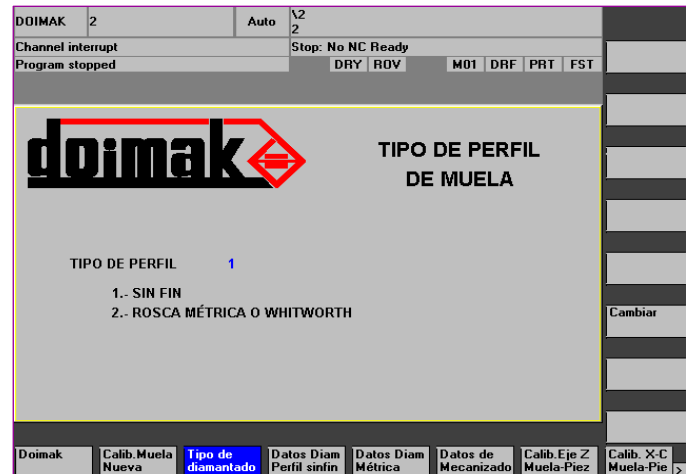 DOIMAK 2 Auto \2
2
Channel interrupt Stop: No NC Ready
Program stopped DRY ROV M01 DRF PRT FST
doimak
TIPO DE PERFIL
DE MUELA
TIPO DE PERFIL 1
1.- SIN FIN
2.- ROSCA MÉTRICA O WHITWORTH
Cambiar
Doimak Calib.Muela Tipo de Datos Diam Datos Diam Datos de Calib.Eje Z Calib. X-C
Nueva diamantado Perfil sinfin Métrica Mecanizado Muela-Piez Muela-Pie >